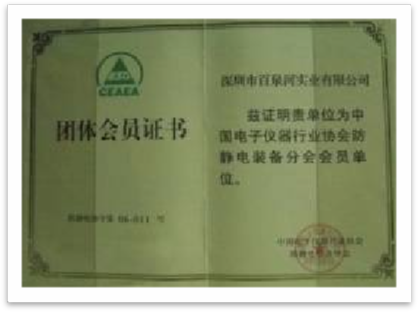 CEAEA
团体会员证书
深圳市百泉河实业有限公司
兹证明贵单位为中
国电子仪器行业协会防
静电装备分会会员单
位。